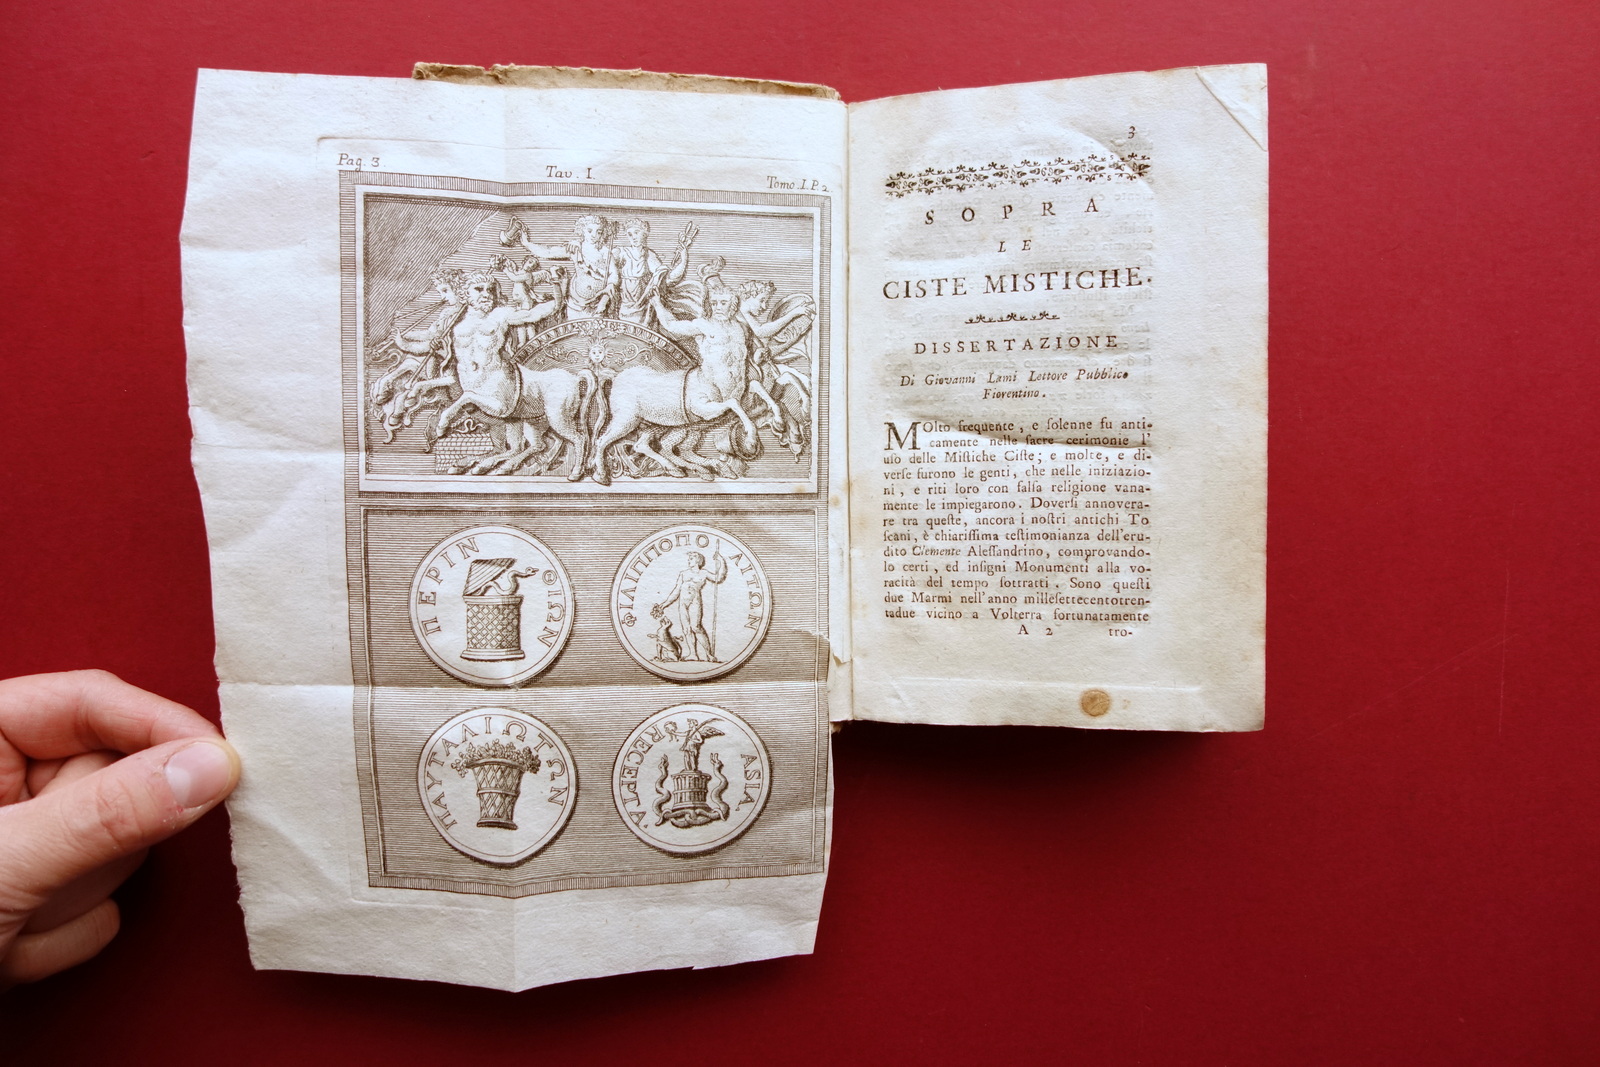 Pag. 3.
Tav. I.
Tomo I. P. 2.
ΠΕΡΙΝΘΙΩΝ
ΦΙΛΙΠΠΟΠΟΛΙΤΩΝ
ΠΑΥΤΑΛΙΩΤΩΝ
ASIA RECEPTA
3
SOPRA
LE
CISTE MISTICHE.
DISSERTAZIONE
Di Giovanni Lami Lettore Pubblico
Fiorentino.
MOlto frequente, e ſolenne fu anti-
camente nelle ſacre cerimonie l'
uſo delle Miſtiche Ciſte; e molte, e di-
verſe furono le genti, che nelle iniziazio-
ni, e riti loro con falſa religione vana-
mente le impiegarono. Doverſi annovera-
re tra queſte, ancora i noſtri antichi To
ſcani, è chiariſſima teſtimonianza dell'eru-
dito Clemente Aleſſandrino, comprovando-
lo certi, ed inſigni Monumenti alla vo-
racità del tempo ſottratti. Sono queſti
due Marmi nell'anno milleſettecentotren-
tadue vicino a Volterra fortunatamente
A 2 tro-